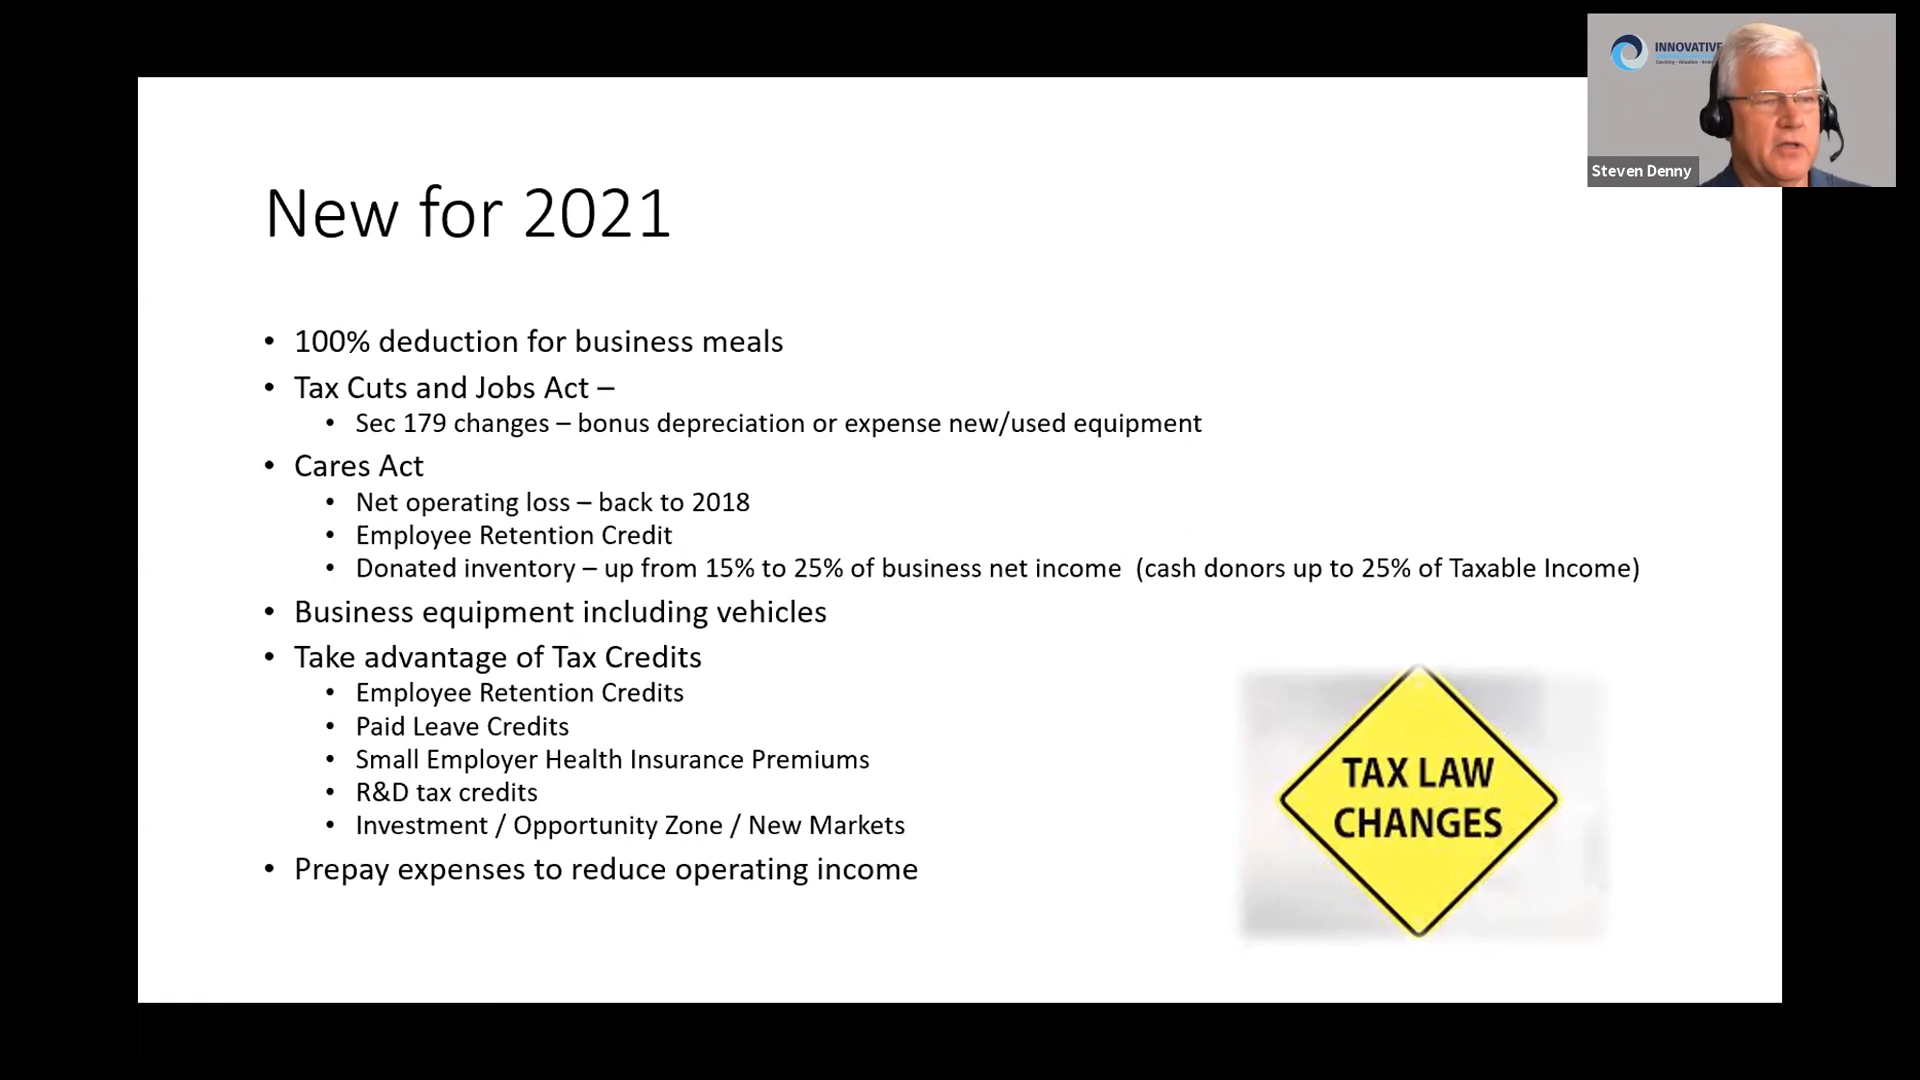 INNOVATIVE
Steven Denny
New for 2021
• 100% deduction for business meals
• Tax Cuts and Jobs Act –
• Sec 179 changes – bonus depreciation or expense new/used equipment
• Cares Act
• Net operating loss – back to 2018
• Employee Retention Credit
• Donated inventory – up from 15% to 25% of business net income (cash donors up to 25% of Taxable Income)
• Business equipment including vehicles
• Take advantage of Tax Credits
• Employee Retention Credits
• Paid Leave Credits
• Small Employer Health Insurance Premiums
• R&D tax credits
• Investment / Opportunity Zone / New Markets
• Prepay expenses to reduce operating income
TAX LAW
CHANGES